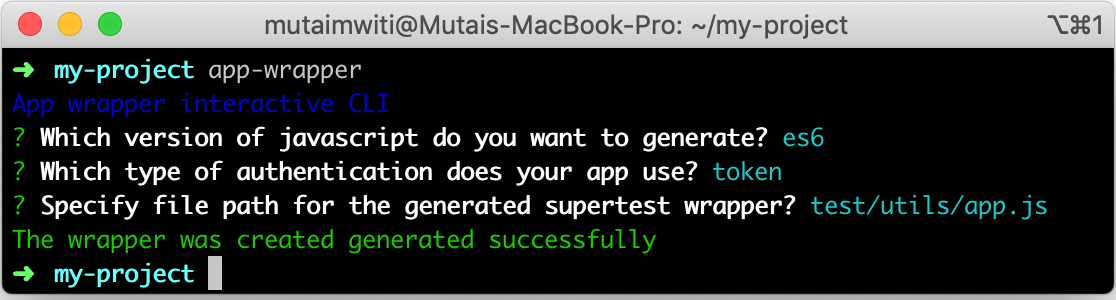 mutaimwiti@Mutais-MacBook-Pro: ~/my-project ⌥⌘1
➜ my-project app-wrapper
App wrapper interactive CLI
? Which version of javascript do you want to generate? es6
? Which type of authentication does your app use? token
? Specify file path for the generated supertest wrapper? test/utils/app.js
The wrapper was created generated successfully
➜ my-project